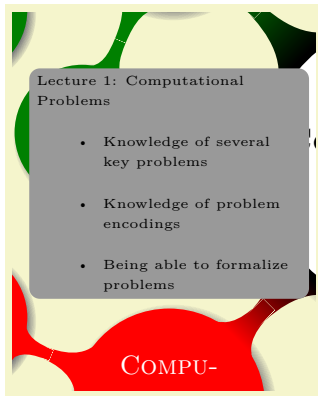 Lecture 1: Computational
Problems
• Knowledge of several
key problems
• Knowledge of problem
encodings
• Being able to formalize
problems
COMPU-